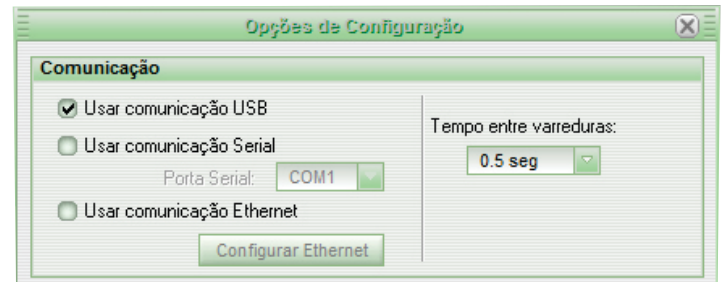 Opções de Configuração
Comunicação
Usar comunicação USB
Usar comunicação Serial
Porta Serial: COM1
Usar comunicação Ethernet
Configurar Ethernet
Tempo entre varreduras:
0.5 seg